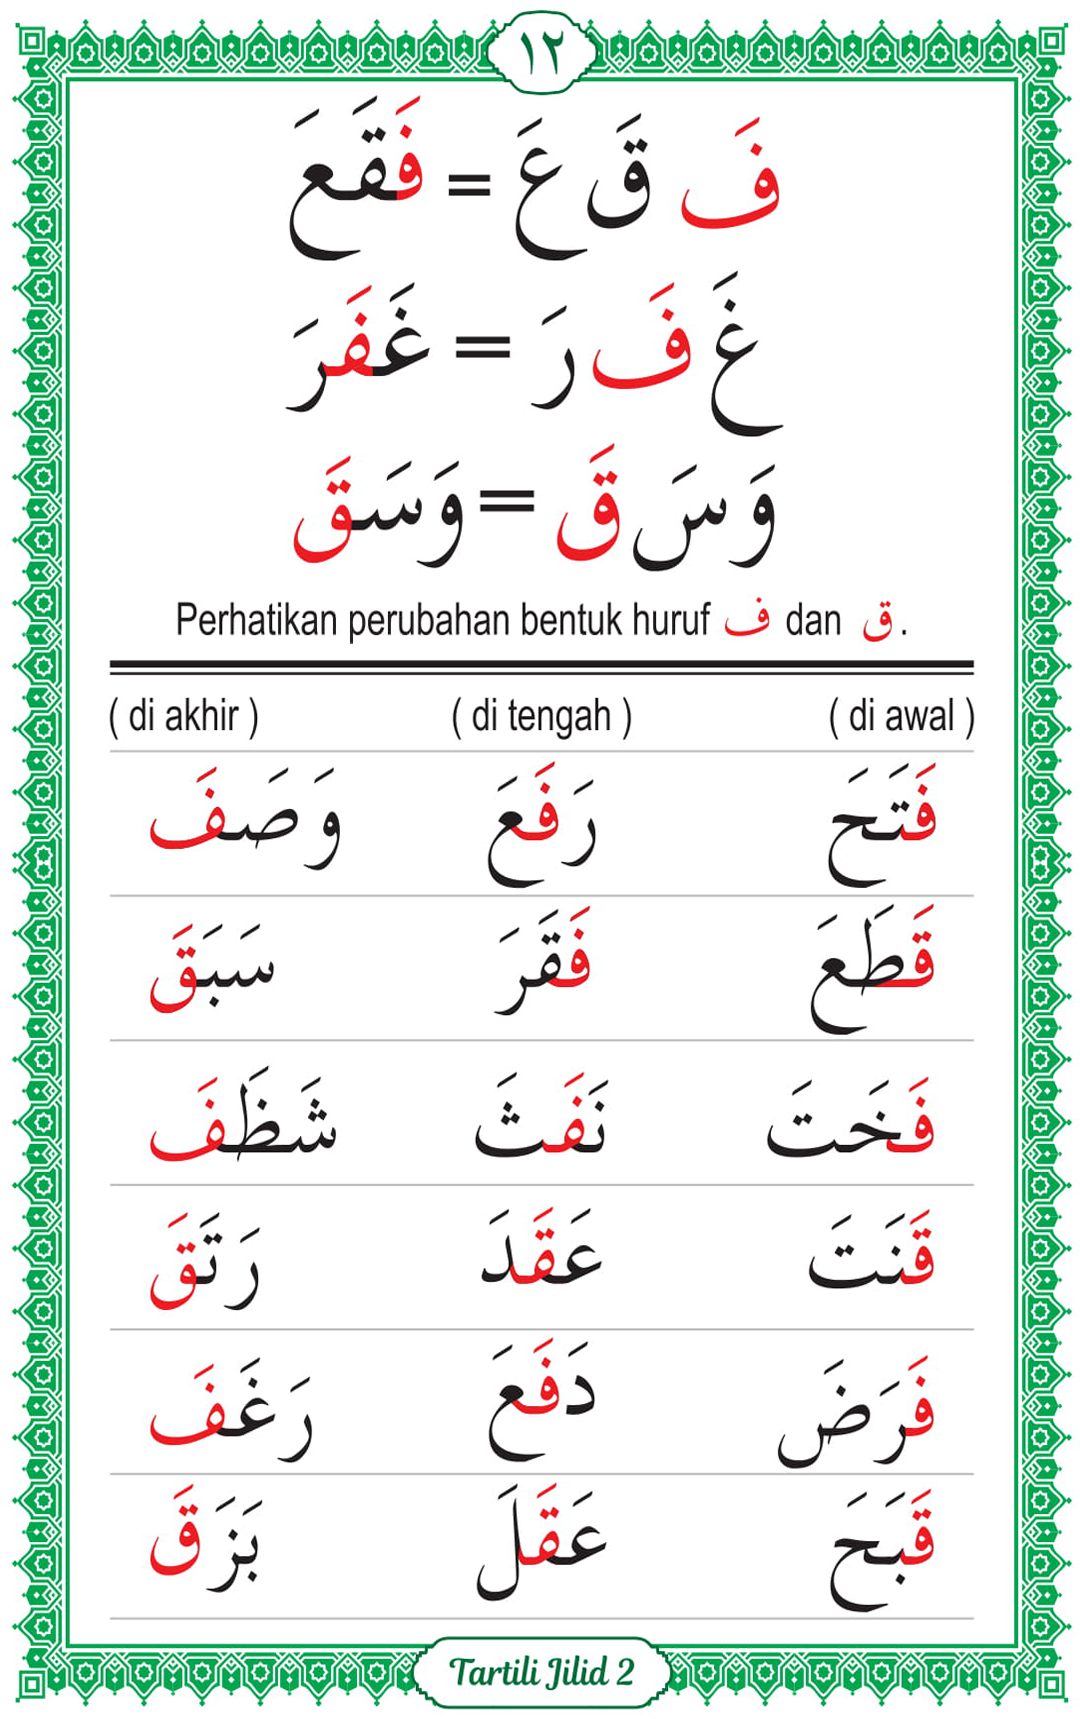 ١٢
فَ قَ عَ = فَقَعَ
غَ فَ رَ = غَفَرَ
وَ سَ قَ = وَسَقَ
Perhatikan perubahan bentuk huruf ف dan ق.
( di awal ) ( di tengah ) ( di akhir )
فَتَحَ رَفَعَ وَصَفَ
قَطَعَ فَقَرَ سَبَقَ
فَخَتَ نَفَثَ شَظَفَ
قَنَتَ عَقَدَ رَتَقَ
فَرَضَ دَفَعَ رَغَفَ
قَبَحَ عَقَلَ بَزَقَ
Tartili Jilid 2